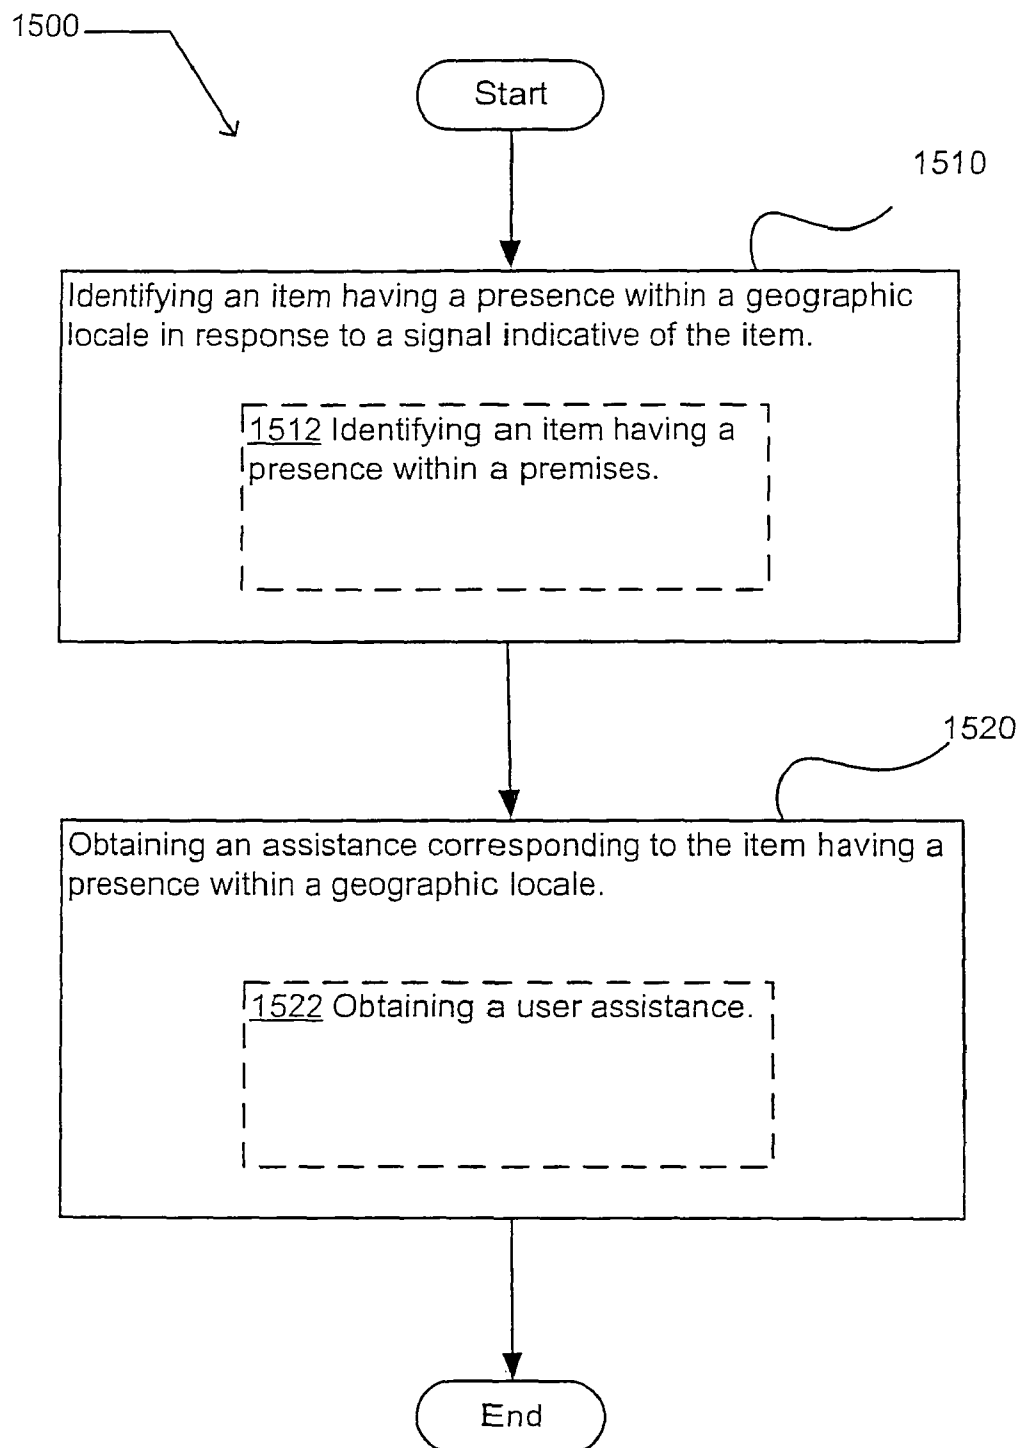 1500
Start
1510
Identifying an item having a presence within a geographic
locale in response to a signal indicative of the item.
1512 Identifying an item having a
presence within a premises.
1520
Obtaining an assistance corresponding to the item having a
presence within a geographic locale.
1522 Obtaining a user assistance.
End